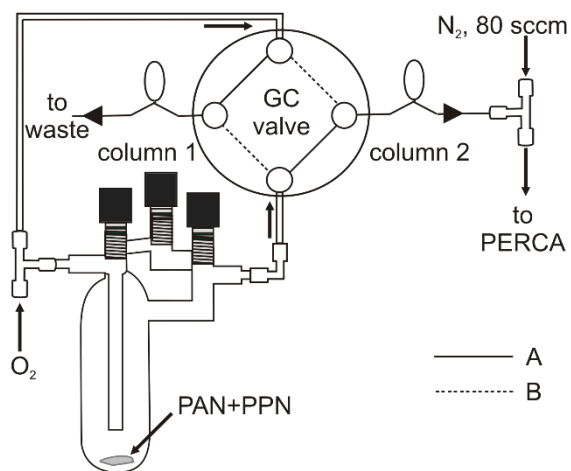 N₂, 80 sccm
GC
valve
to
waste
column 1
column 2
to
PERCA
O₂
PAN+PPN
A
B